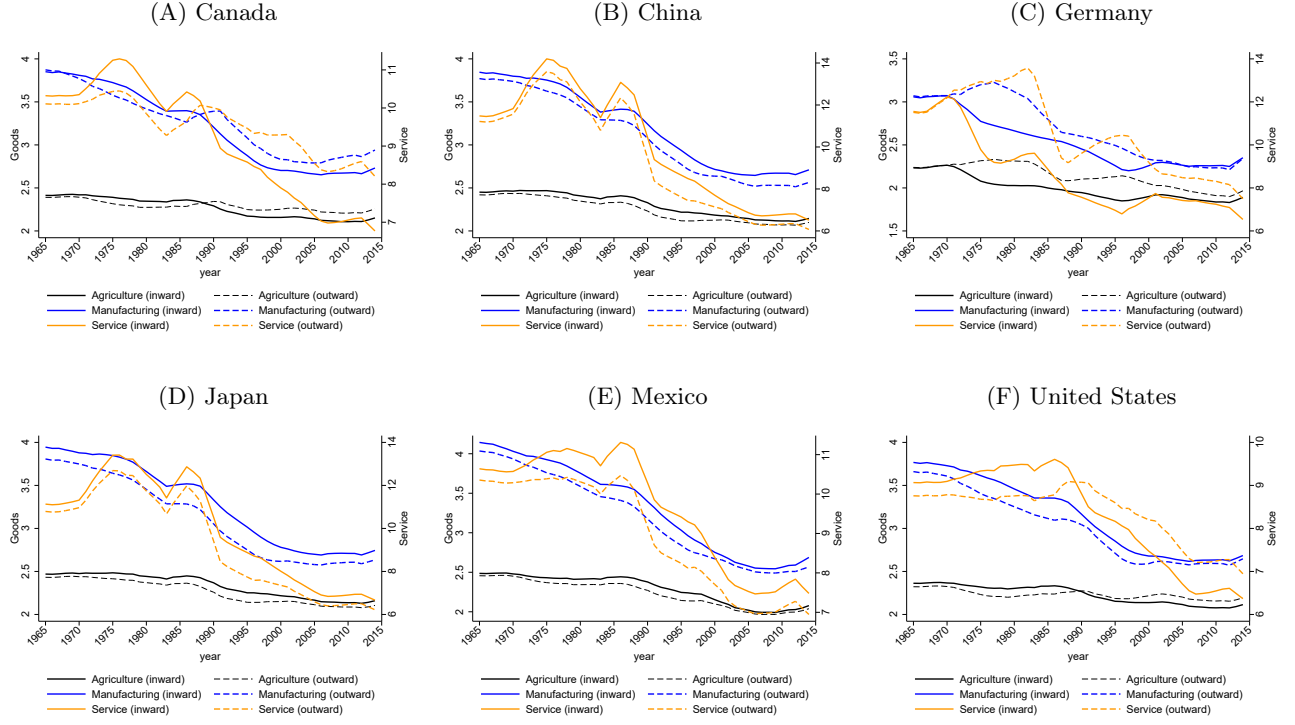 (A) Canada
4
3.5
3
2.5
2
Goods
11
10
9
8
7
Service
1965 1970 1975 1980 1985 1990 1995 2000 2005 2010 2015
year
Agriculture (inward) Agriculture (outward)
Manufacturing (inward) Manufacturing (outward)
Service (inward) Service (outward)
(B) China
4
3.5
3
2.5
2
Goods
14
12
10
8
6
Service
1965 1970 1975 1980 1985 1990 1995 2000 2005 2010 2015
year
Agriculture (inward) Agriculture (outward)
Manufacturing (inward) Manufacturing (outward)
Service (inward) Service (outward)
(C) Germany
3.5
3
2.5
2
1.5
Goods
14
13
12
11
10
9
8
7
6
Service
1965 1970 1975 1980 1985 1990 1995 2000 2005 2010 2015
year
Agriculture (inward) Agriculture (outward)
Manufacturing (inward) Manufacturing (outward)
Service (inward) Service (outward)
(D) Japan
4
3.5
3
2.5
2
Goods
14
12
10
8
6
Service
1965 1970 1975 1980 1985 1990 1995 2000 2005 2010 2015
year
Agriculture (inward) Agriculture (outward)
Manufacturing (inward) Manufacturing (outward)
Service (inward) Service (outward)
(E) Mexico
4
3.5
3
2.5
2
Goods
11
10
9
8
7
Service
1965 1970 1975 1980 1985 1990 1995 2000 2005 2010 2015
year
Agriculture (inward) Agriculture (outward)
Manufacturing (inward) Manufacturing (outward)
Service (inward) Service (outward)
(F) United States
4
3.5
3
2.5
2
Goods
10
9
8
7
6
Service
1965 1970 1975 1980 1985 1990 1995 2000 2005 2010 2015
year
Agriculture (inward) Agriculture (outward)
Manufacturing (inward) Manufacturing (outward)
Service (inward) Service (outward)